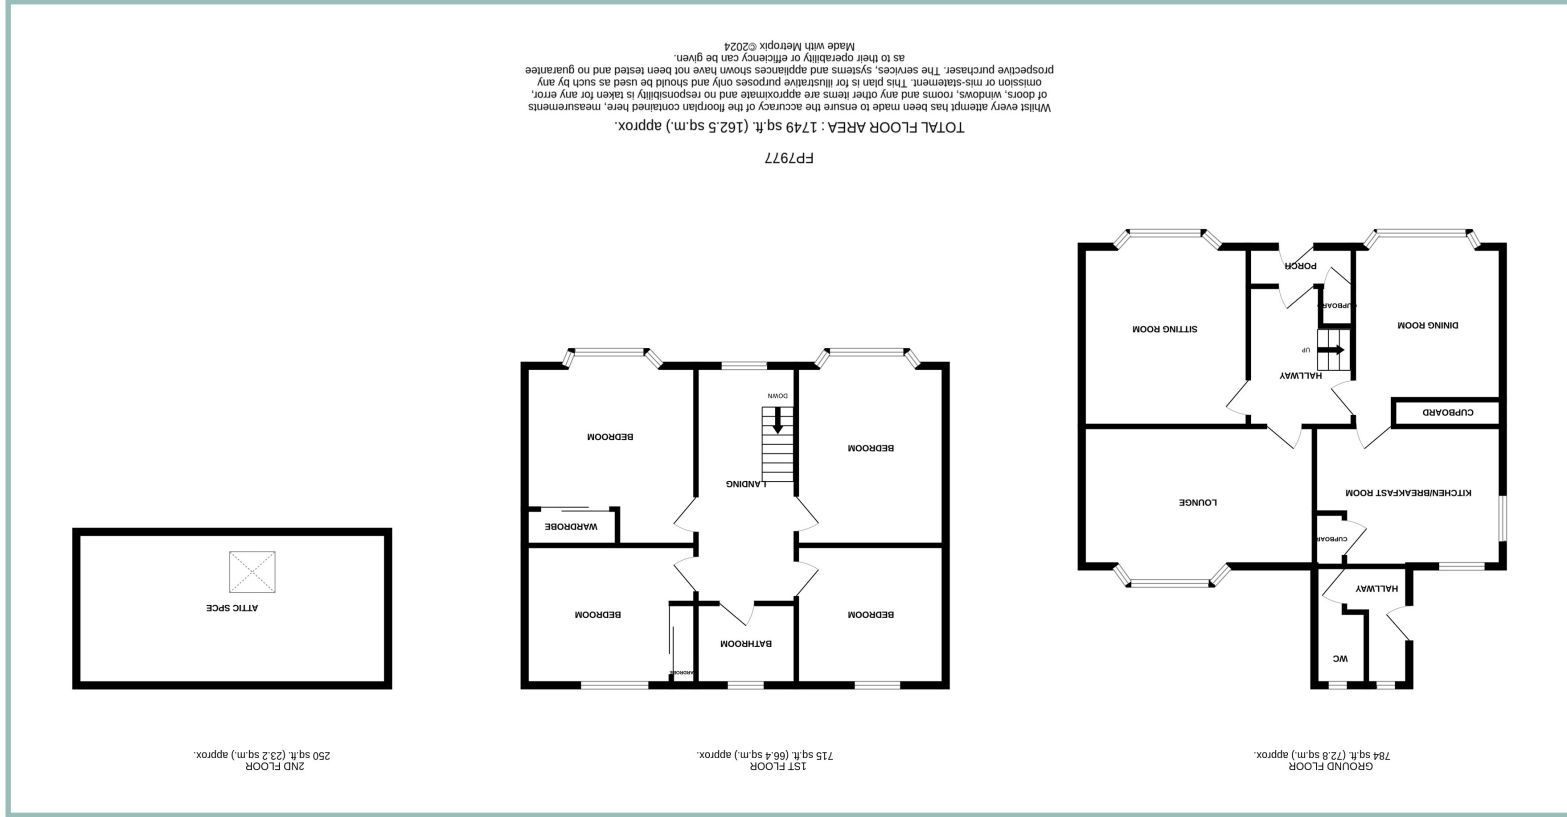 GROUND FLOOR
784 sq.ft. (72.8 sq.m.) approx.
WC
HALLWAY
CUPBOARD
KITCHEN/BREAKFAST ROOM
LOUNGE
CUPBOARD
HALLWAY
UP
DINING ROOM
SITTING ROOM
CUPBOARD
PORCH
1ST FLOOR
715 sq.ft. (66.4 sq.m.) approx.
BEDROOM
BATHROOM
WARDROBE
BEDROOM
WARDROBE
LANDING
BEDROOM
BEDROOM
DOWN
2ND FLOOR
250 sq.ft. (23.2 sq.m.) approx.
ATTIC SPCE
FP7977
TOTAL FLOOR AREA : 1749 sq.ft. (162.5 sq.m.) approx.
Whilst every attempt has been made to ensure the accuracy of the floorplan contained here, measurements
of doors, windows, rooms and any other items are approximate and no responsibility is taken for any error,
omission or mis-statement. This plan is for illustrative purposes only and should be used as such by any
prospective purchaser. The services, systems and appliances shown have not been tested and no guarantee
as to their operability or efficiency can be given.
Made with Metropix ©2024